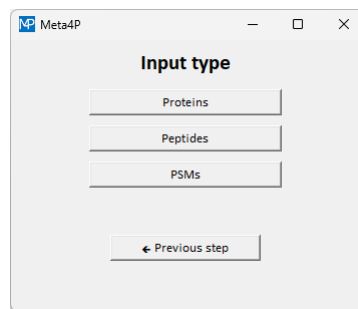 MP Meta4P
Input type
Proteins
Peptides
PSMs
← Previous step